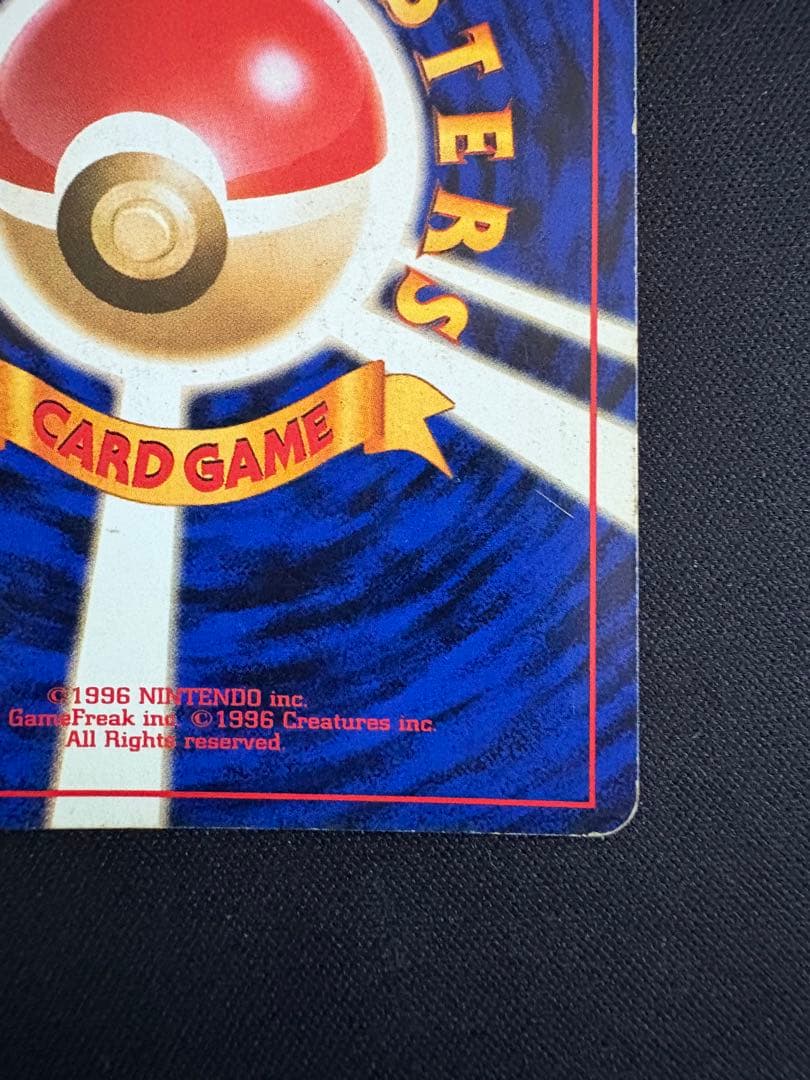 STERS
CARD GAME
©1996 NINTENDO inc.
GameFreak inc. ©1996 Creatures inc.
All Rights reserved.